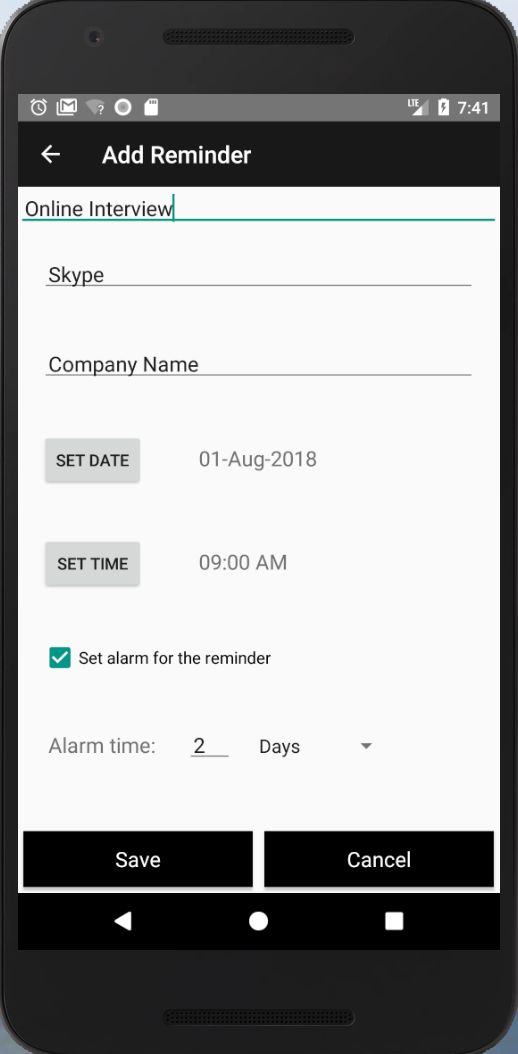 LTE 7:41
Add Reminder
Online Interview
Skype
Company Name
SET DATE 01-Aug-2018
SET TIME 09:00 AM
Set alarm for the reminder
Alarm time: 2 Days
Save Cancel